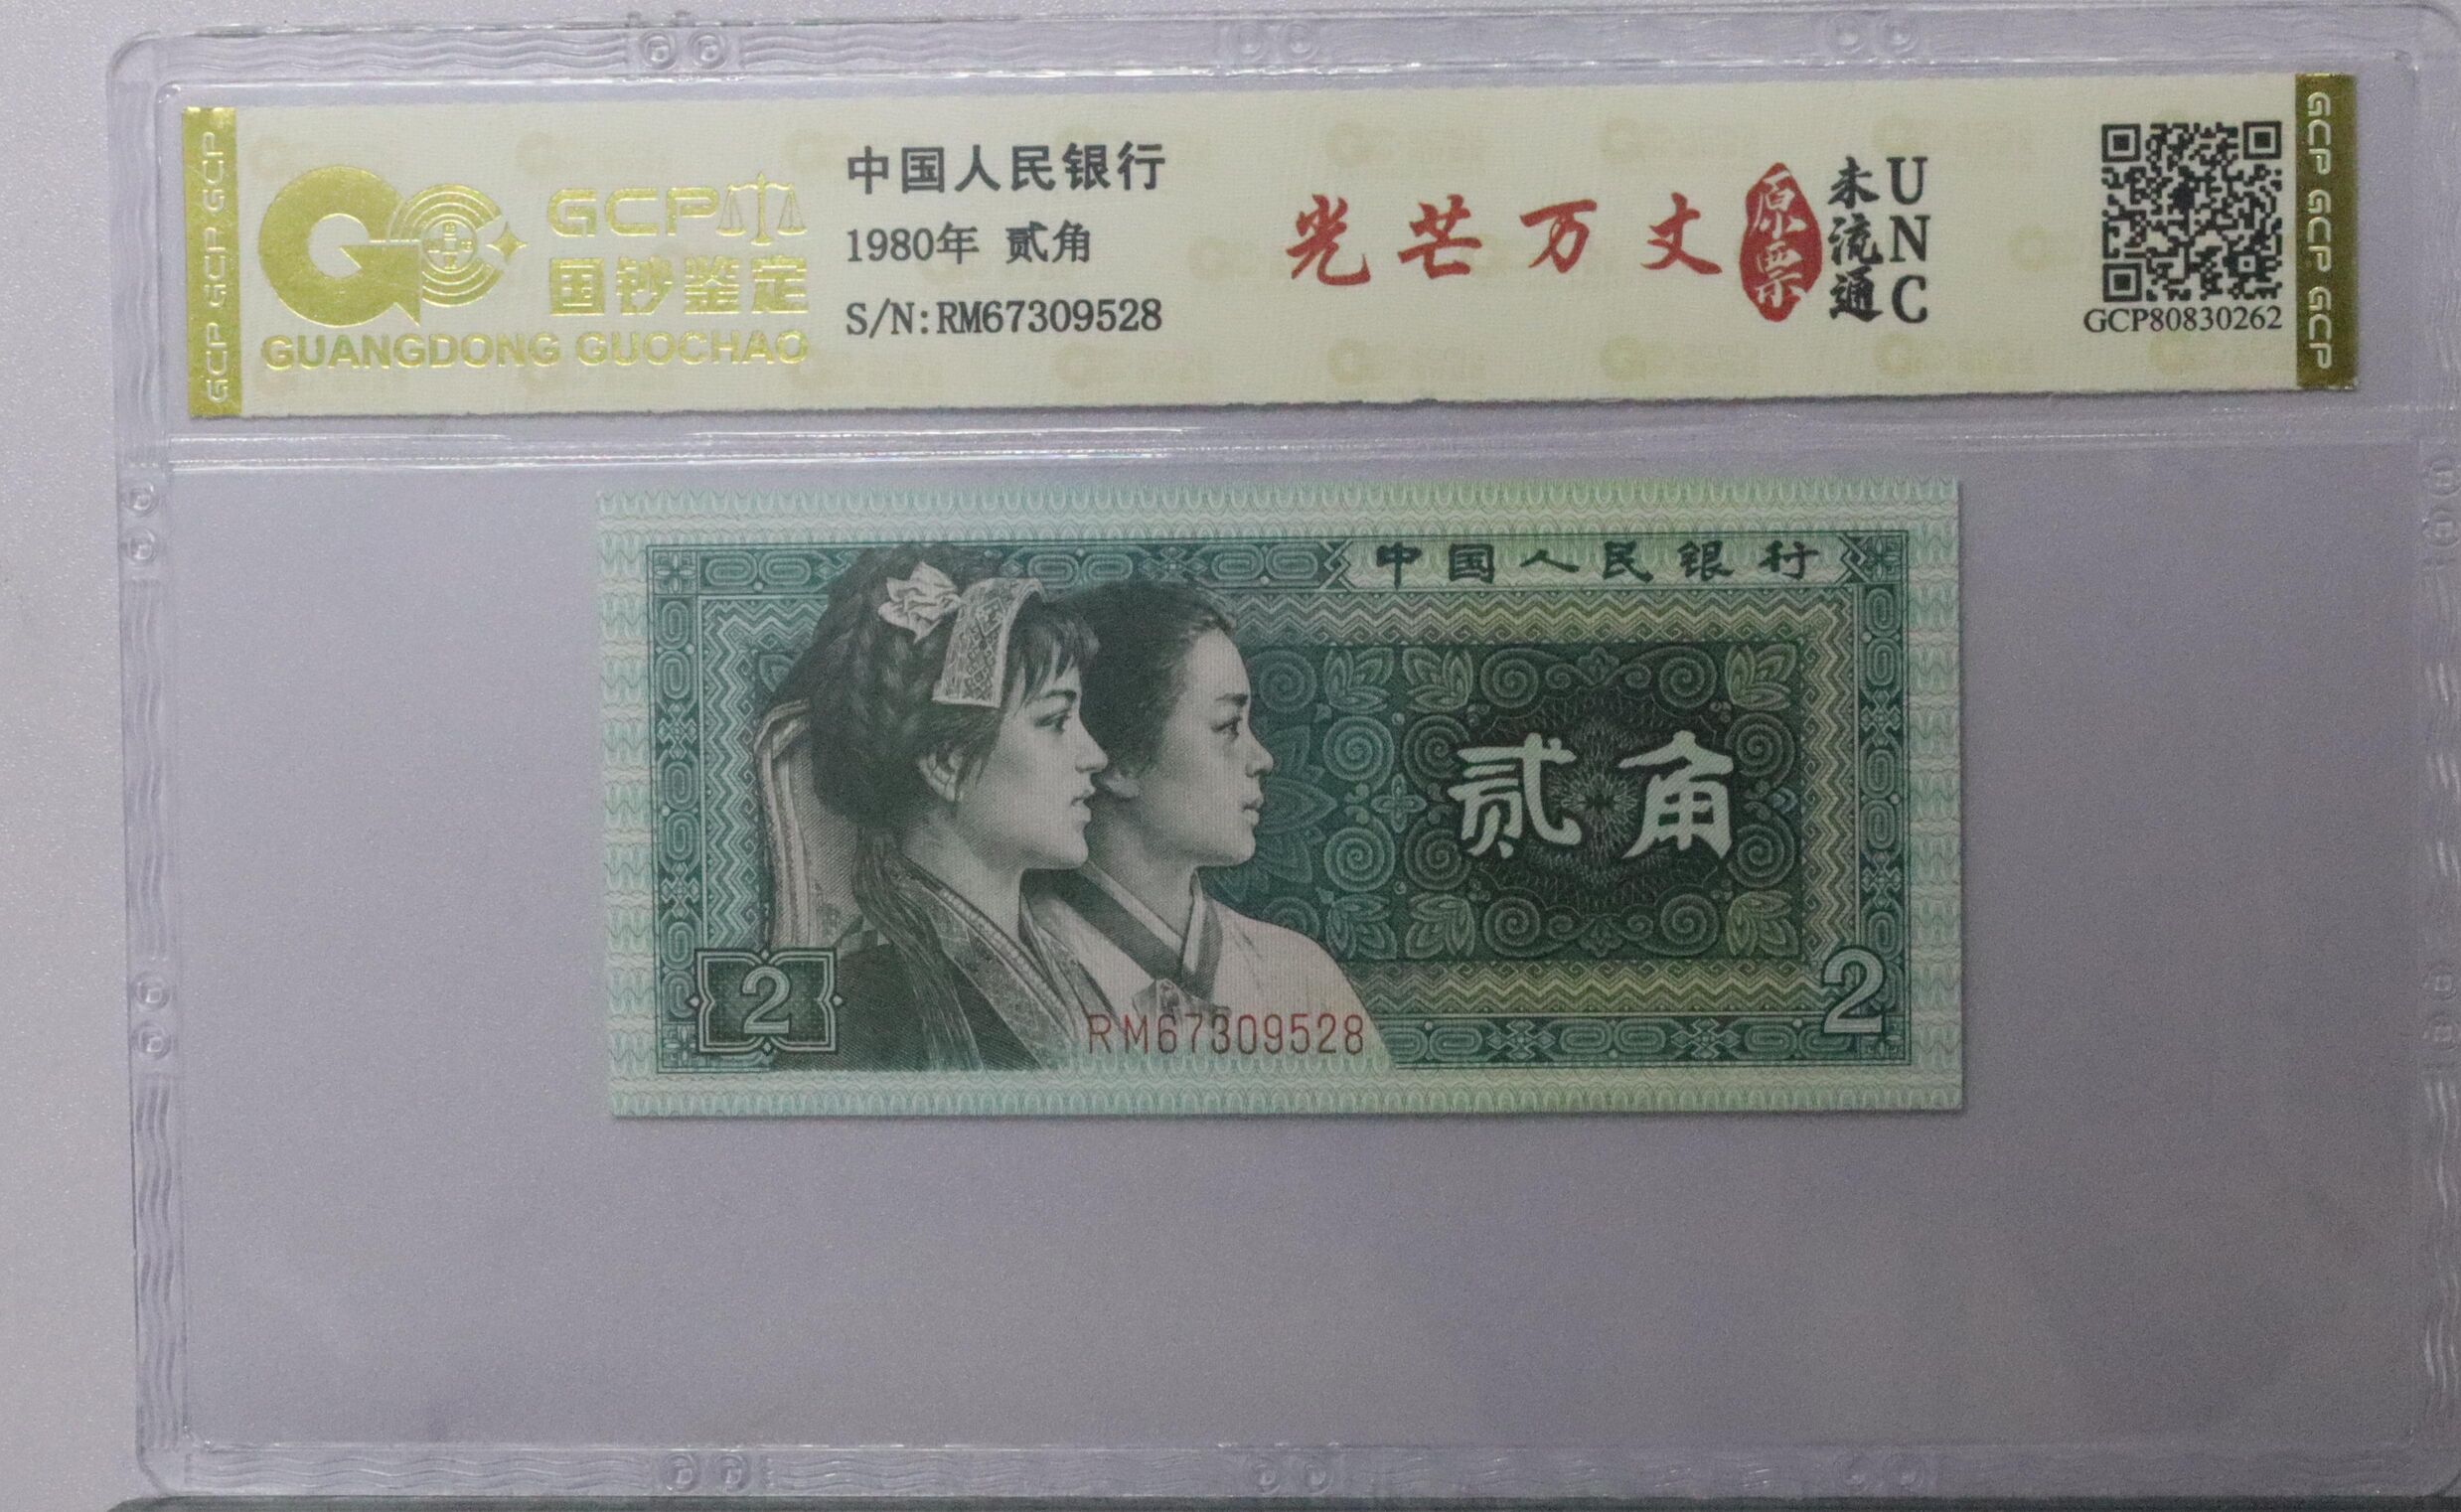 GCP GCP GCP GCP
GCP
国钞鉴定
GUANGDONG GUOCHAO
中国人民银行
1980年 贰角
S/N:RM67309528
光芒万丈
原票
未流通
UNC
GCP80830262
GCP GCP GCP GCP
中国人民银行
贰角
2
RM67309528
2